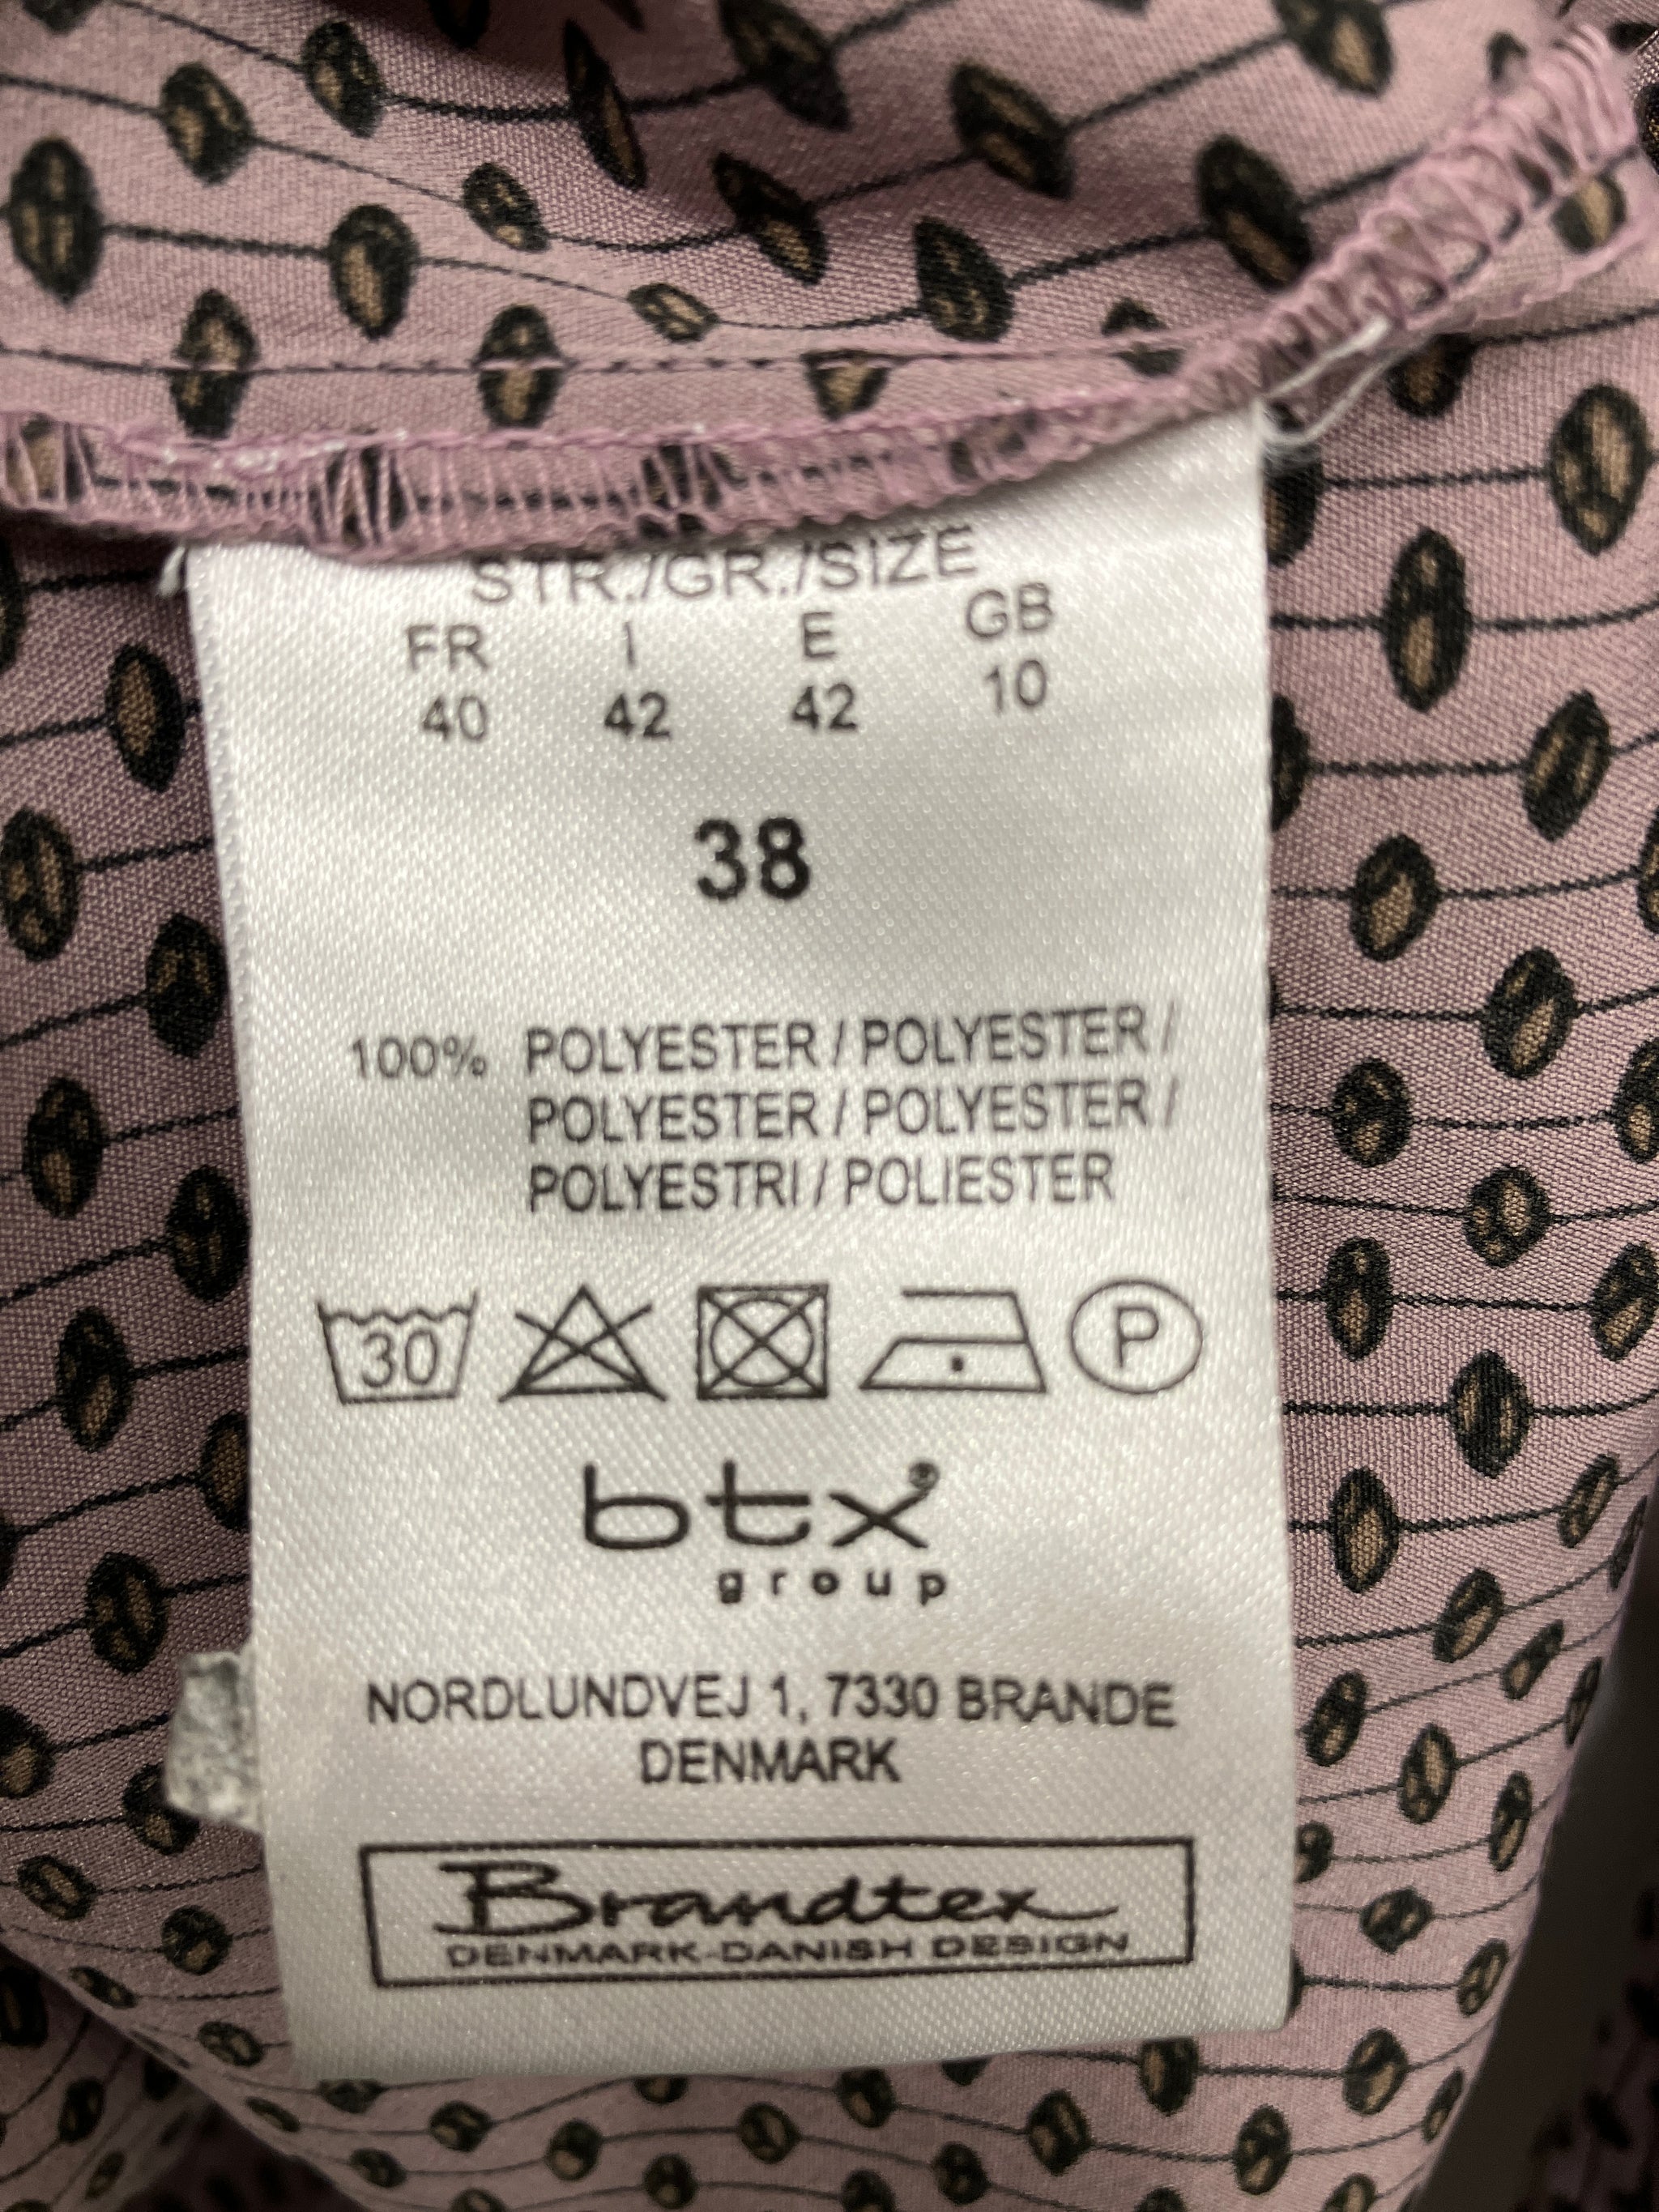 STR./GR./SIZE
FR I E GB
40 42 42 10
38
100% POLYESTER / POLYESTER /
POLYESTER / POLYESTER /
POLYESTRI / POLIESTER
30 P
btx®
group
NORDLUNDVEJ 1, 7330 BRANDE
DENMARK
Brandtex
DENMARK-DANISH DESIGN